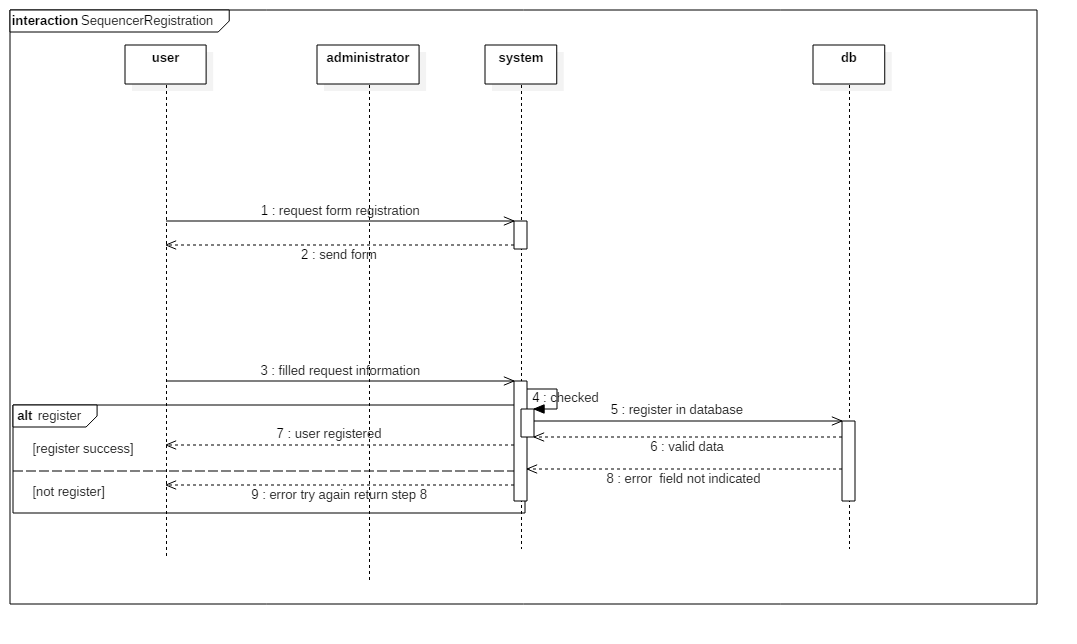 interaction SequencerRegistration
user
administrator
system
db
1 : request form registration
2 : send form
3 : filled request information
4 : checked
alt register
5 : register in database
7 : user registered
6 : valid data
[register success]
8 : error  field not indicated
[not register]
9 : error try again return step 8